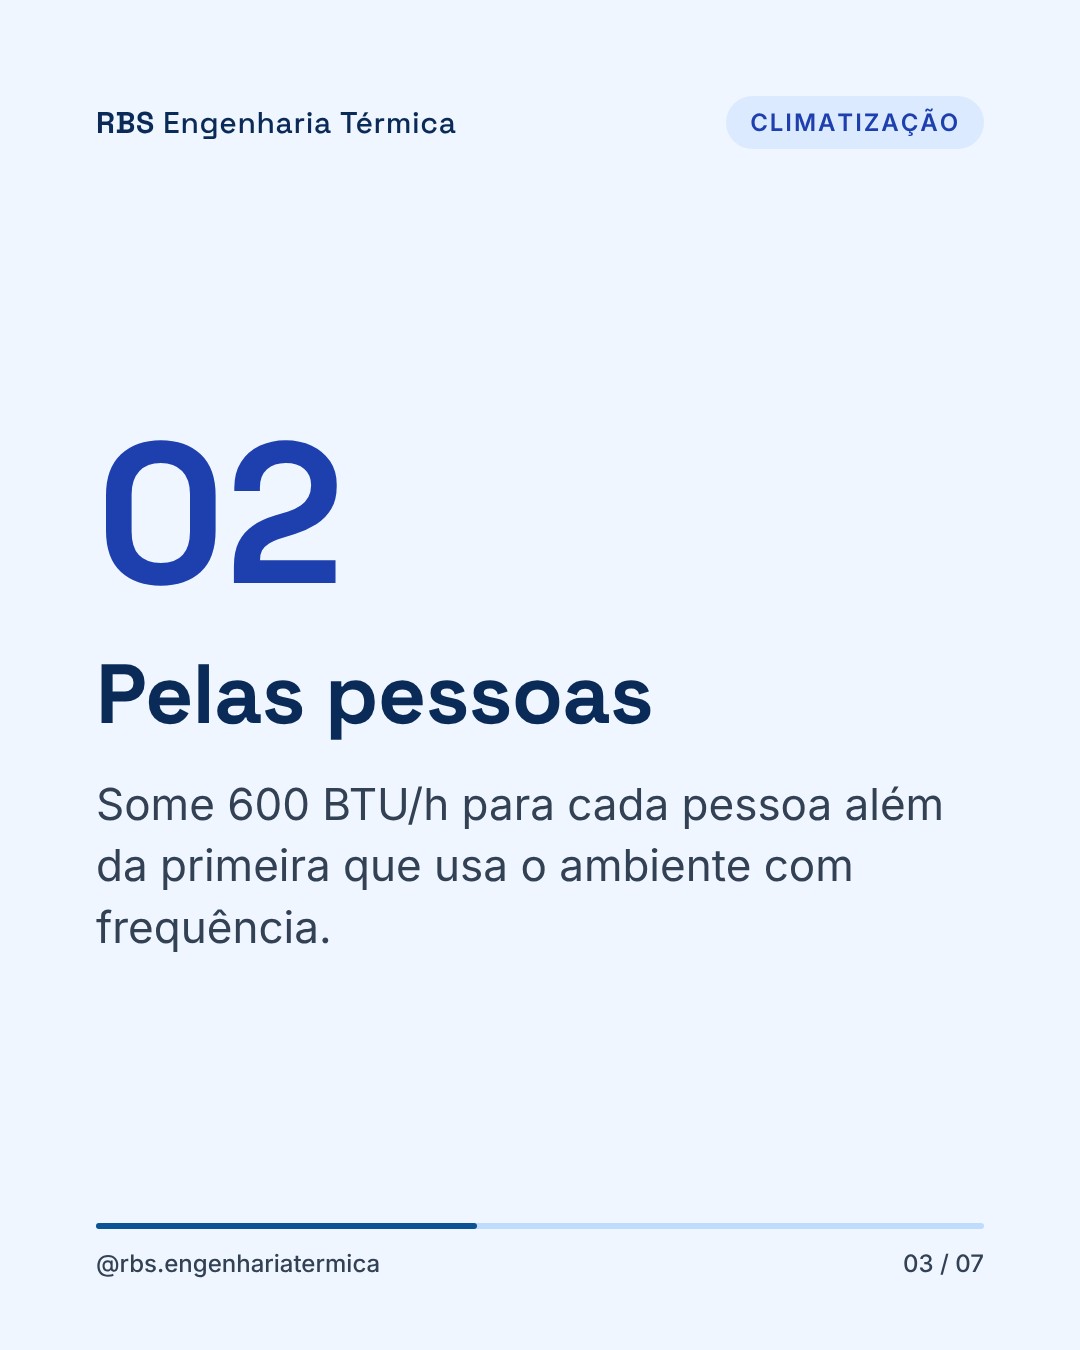 RBS Engenharia Térmica
CLIMATIZAÇÃO
02
Pelas pessoas
Some 600 BTU/h para cada pessoa além
da primeira que usa o ambiente com
frequência.
@rbs.engenhariatermica
03 / 07